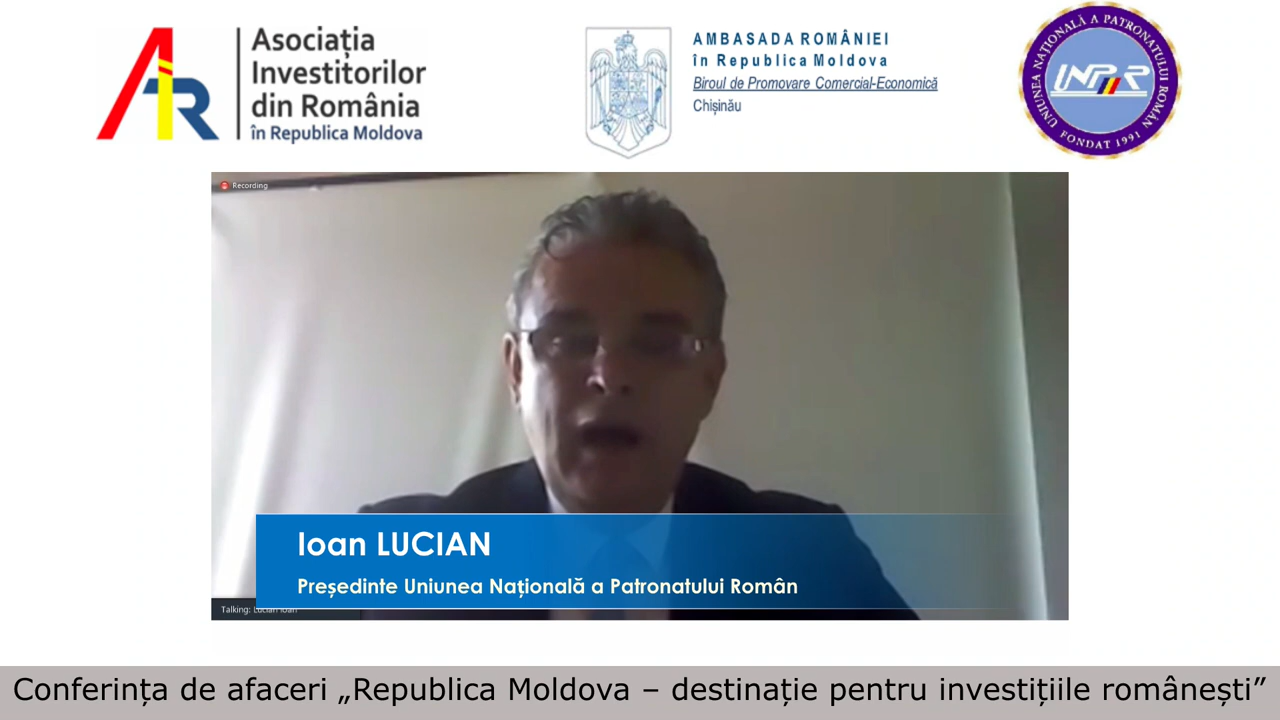 Asociația
Investitorilor
din România
în Republica Moldova
AMBASADA ROMÂNIEI
în Republica Moldova
Biroul de Promovare Comercial-Economică
Chișinău
UNIUNEA NAȚIONALĂ A PATRONATULUI ROMÂN
UNPR
FONDAT 1991
Recording
Ioan LUCIAN
Președinte Uniunea Națională a Patronatului Român
Talking: Lucian Ioan
Conferința de afaceri „Republica Moldova – destinație pentru investițiile românești”